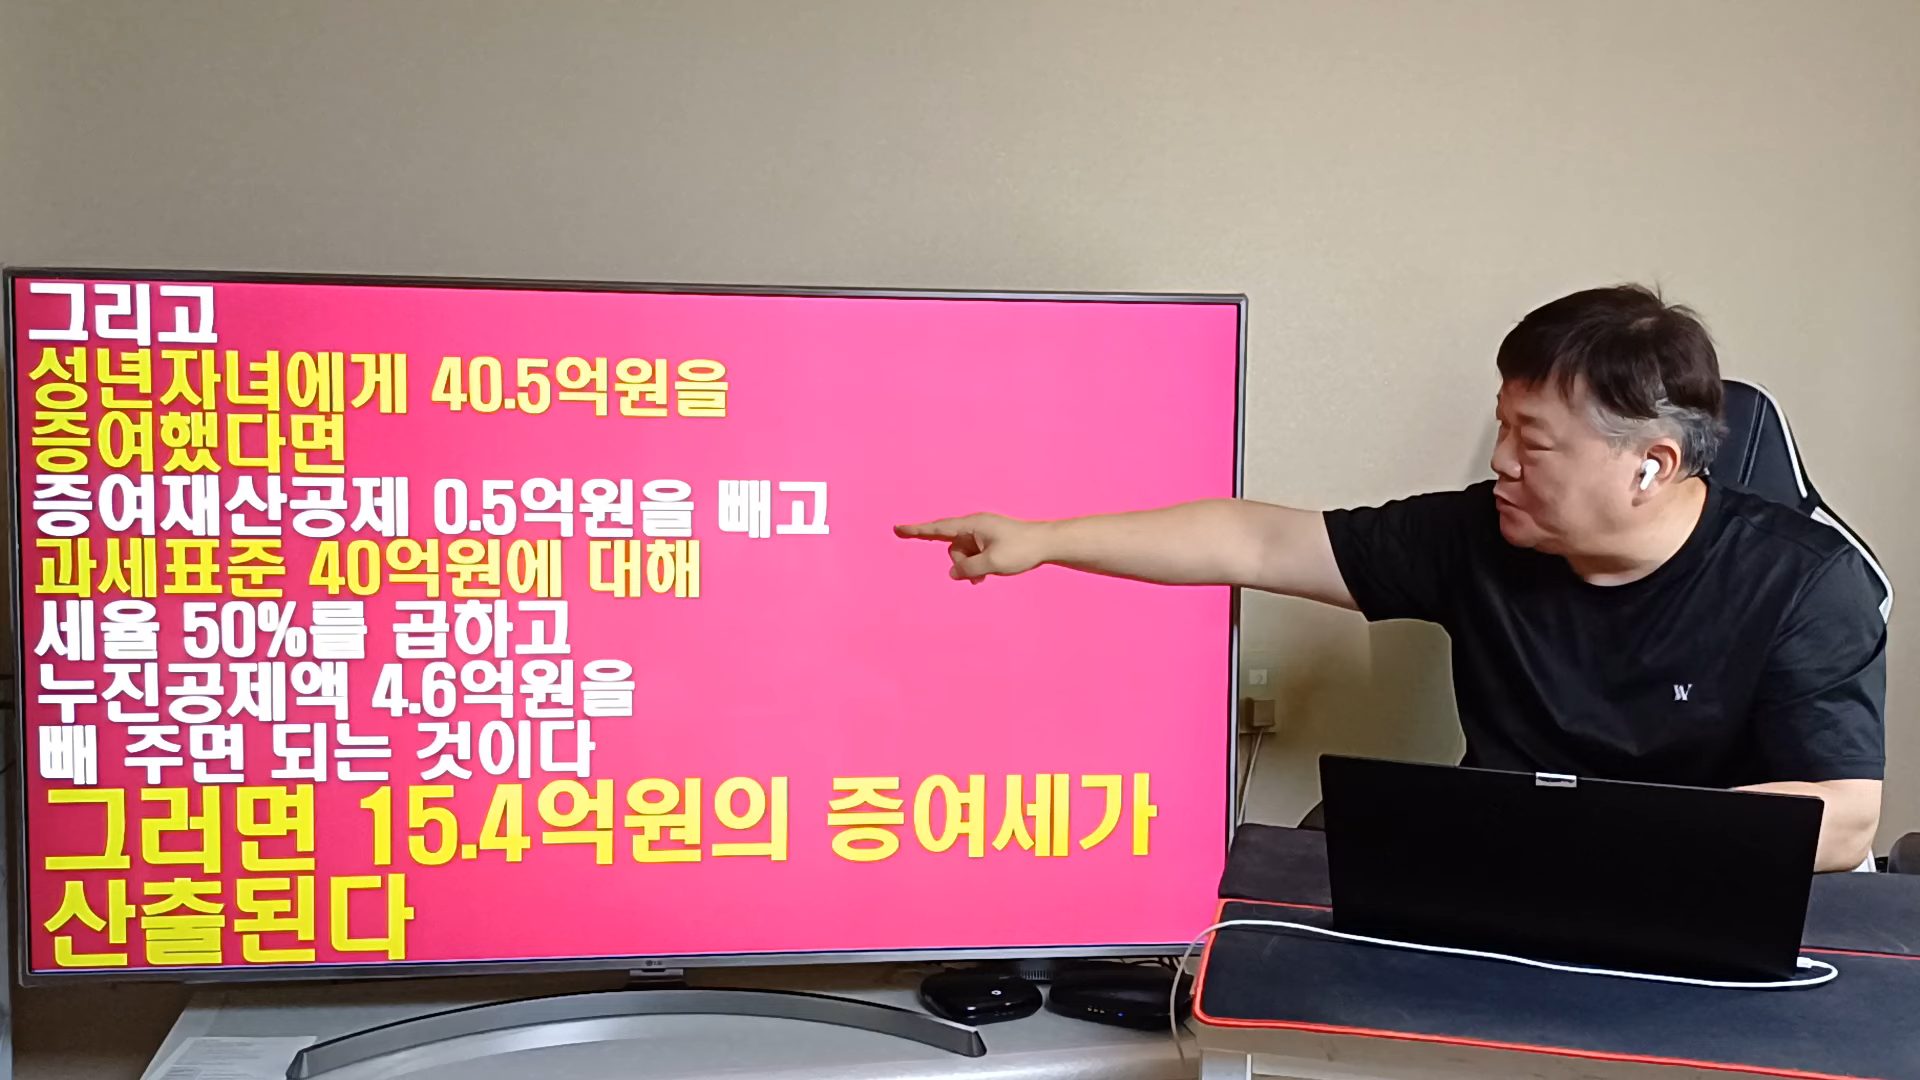 그리고
성년자녀에게 40.5억원을
증여했다면
증여재산공제 0.5억원을 빼고
과세표준 40억원에 대해
세율 50%를 곱하고
누진공제액 4.6억원을
빼 주면 되는 것이다
그러면 15.4억원의 증여세가
산출된다
LG
W